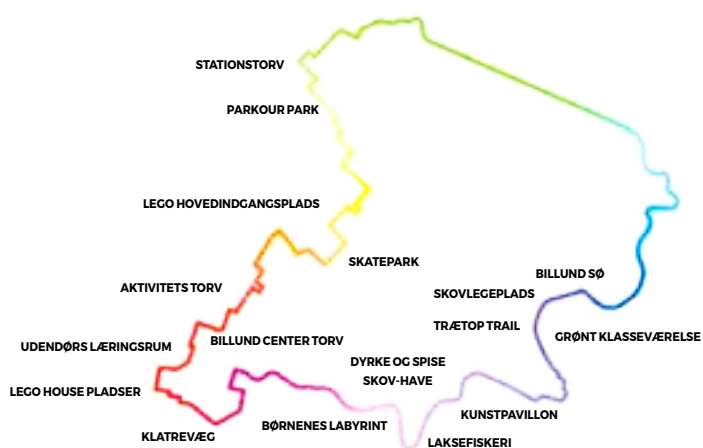 STATIONSTORV
PARKOUR PARK
LEGO HOVEDINDGANGSPLADS
SKATEPARK
BILLUND SØ
AKTIVITETS TORV
SKOVLEGEPLADS
TRÆTOP TRAIL
GRØNT KLASSEVÆRELSE
BILLUND CENTER TORV
UDENDØRS LÆRINGSRUM
DYRKE OG SPISE
SKOV-HAVE
LEGO HOUSE PLADSER
KUNSTPAVILLON
BØRNENES LABYRINT
KLATREVÆG
LAKSEFISKERI